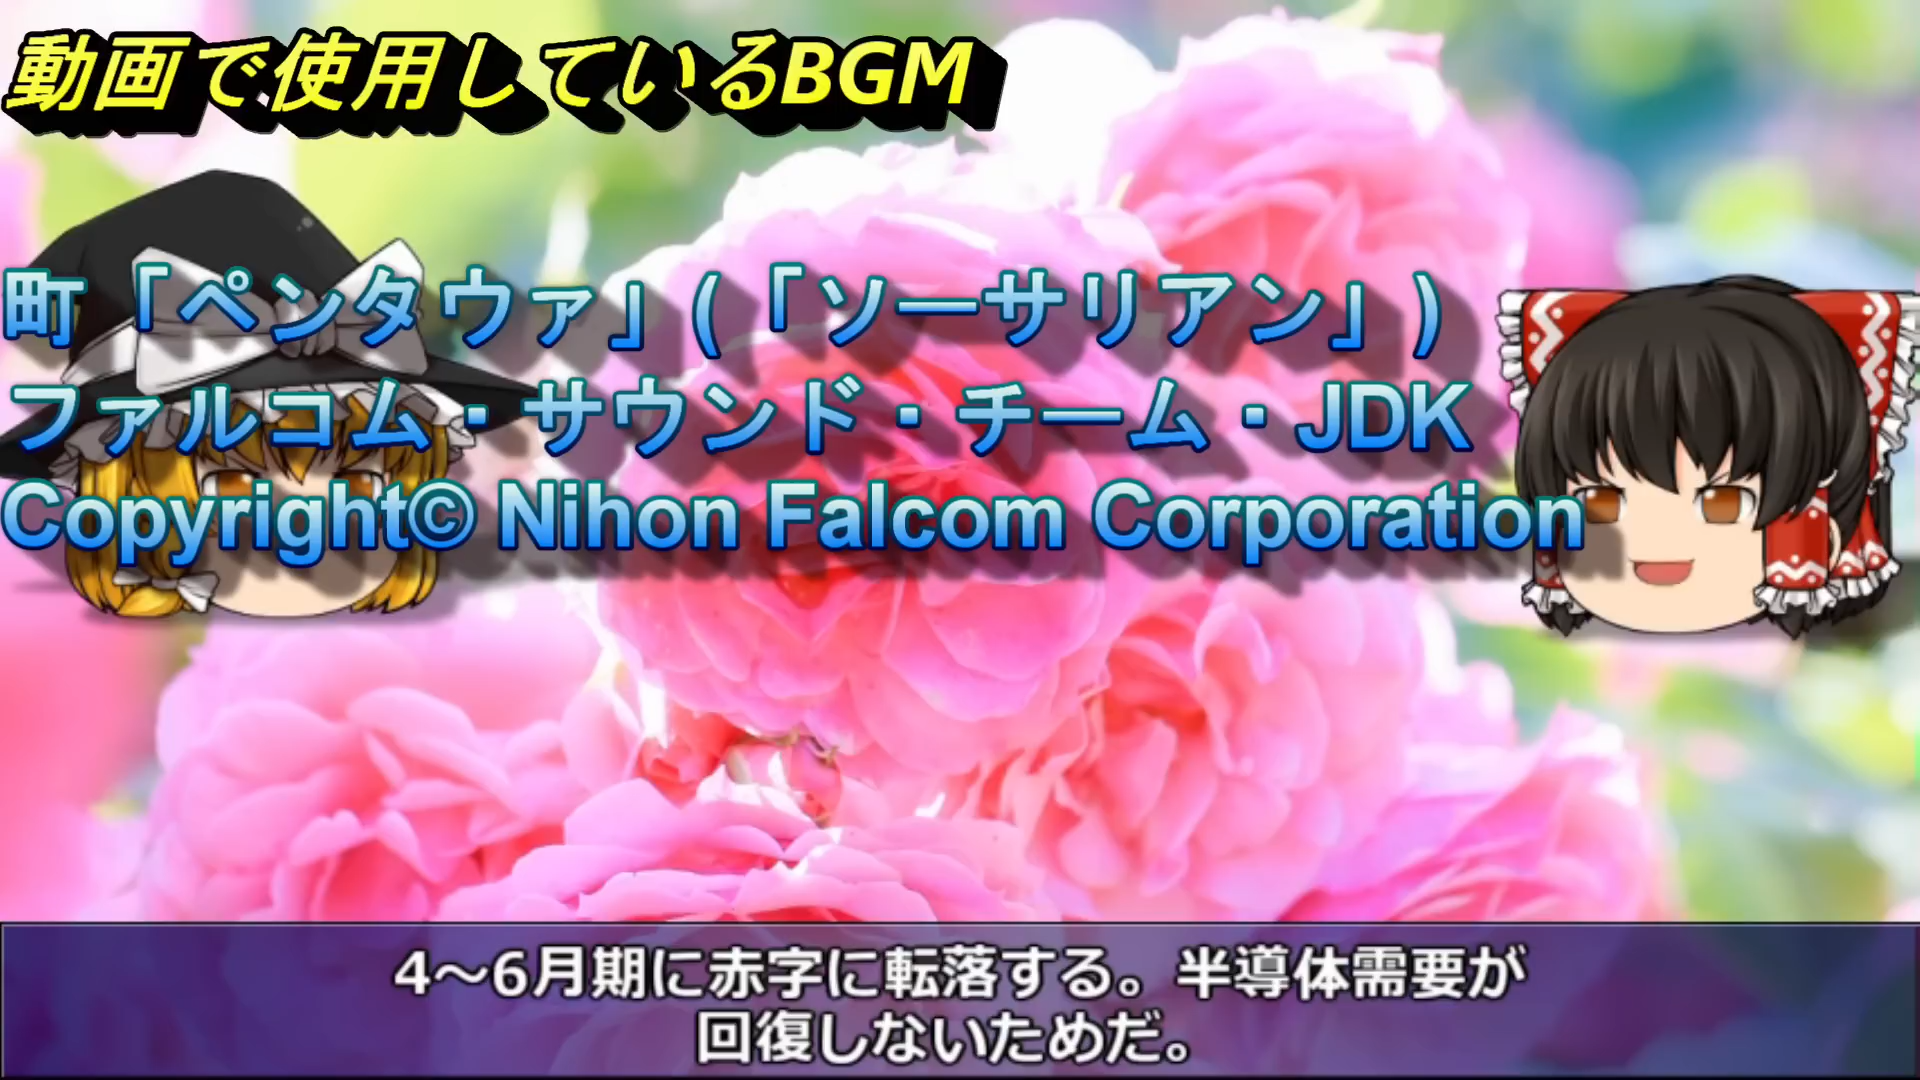 動画で使用しているBGM
町「ペンタウァ」(「ソーサリアン」)
ファルコム・サウンド・チーム・JDK
Copyright© Nihon Falcom Corporation
4～6月期に赤字に転落する。半導体需要が
回復しないためだ。